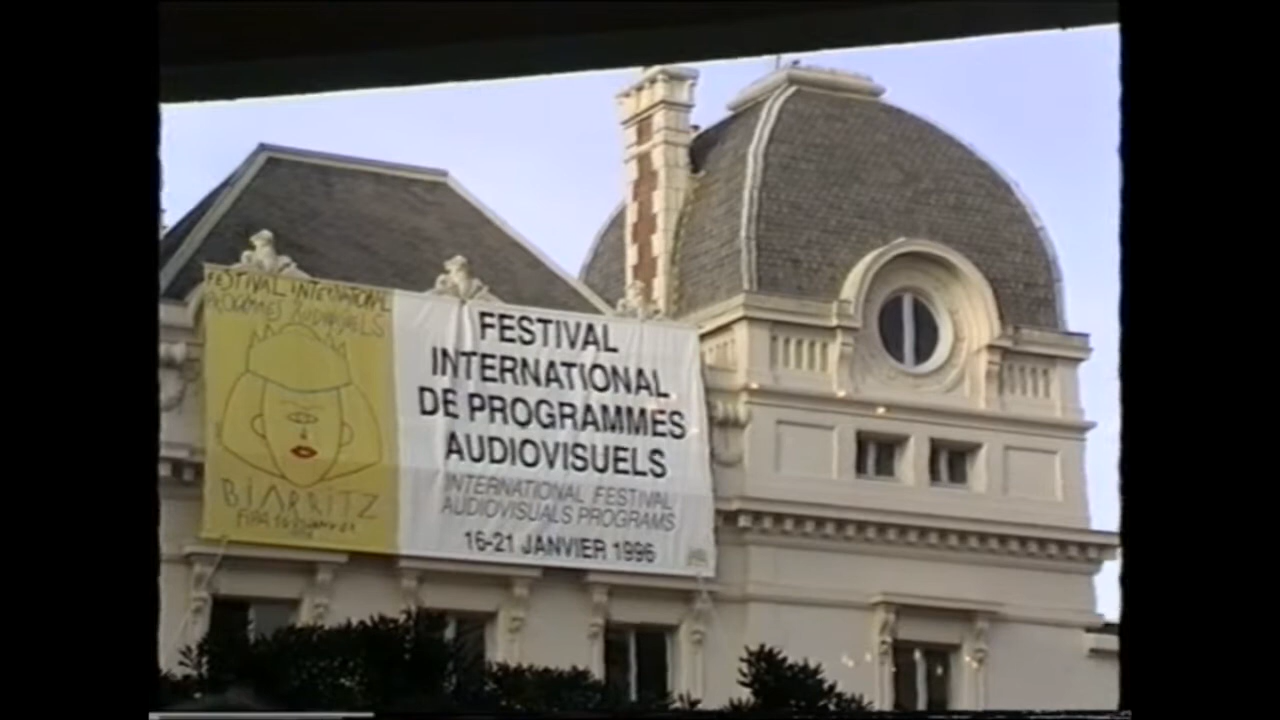 FESTIVAL INTERNATIONAL
PROGRAMMES AUDIOVISUELS
BIARRITZ
FESTIVAL
INTERNATIONAL
DE PROGRAMMES
AUDIOVISUELS
INTERNATIONAL FESTIVAL
AUDIOVISUALS PROGRAMS
16-21 JANVIER 1996